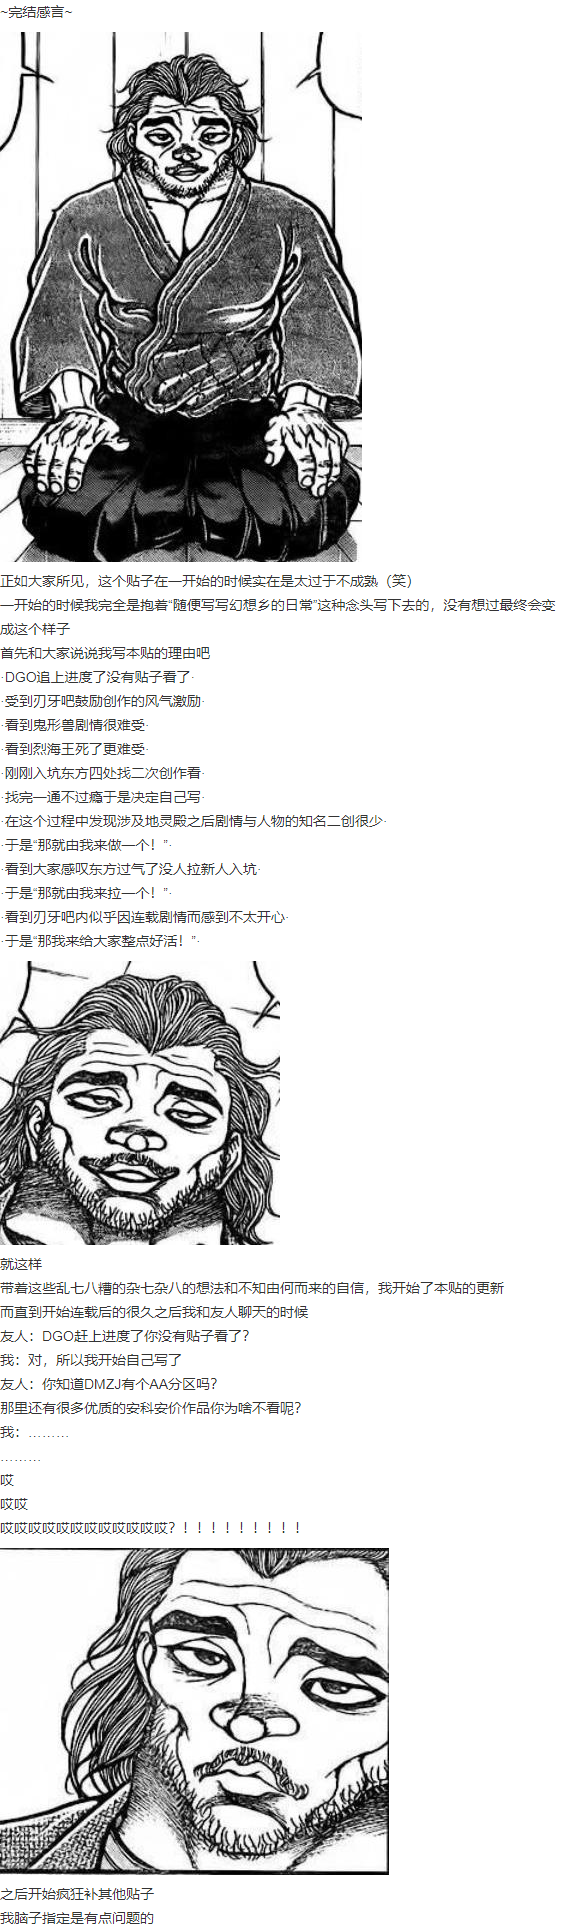 ~完结感言~
正如大家所见，这个贴子在一开始的时候实在是太过于不成熟（笑）
一开始的时候我完全是抱着“随便写写幻想乡的日常”这种念头写下去的，没有想过最终会变
成这个样子
首先和大家说说我写本贴的理由吧
·DGO追上进度了没有贴子看了·
·受到刃牙吧鼓励创作的风气激励·
·看到鬼形兽剧情很难受·
·看到烈海王死了更难受·
·刚刚入坑东方四处找二次创作看·
·找完一通不过瘾于是决定自己写·
·在这个过程中发现涉及地灵殿之后剧情与人物的知名二创很少·
·于是“那就由我来做一个！”·
·看到大家感叹东方过气了没人拉新人入坑·
·于是“那就由我来拉一个！”·
·看到刃牙吧内似乎因连载剧情而感到不太开心·
·于是“那我来给大家整点好活！”·
就这样
带着这些乱七八糟的杂七杂八的想法和不知由何而来的自信，我开始了本贴的更新
而直到开始连载后的很久之后我和友人聊天的时候
友人：DGO赶上进度了你没有贴子看了？
我：对，所以我开始自己写了
友人：你知道DMZJ有个AA分区吗？
那里还有很多优质的安科安价作品你为啥不看呢？
我：………
………
哎
哎哎
哎哎哎哎哎哎哎哎哎哎哎哎？！！！！！！！！！
之后开始疯狂补其他贴子
我脑子指定是有点问题的